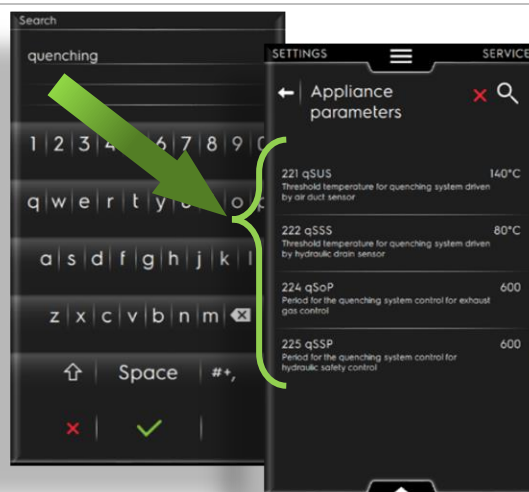 Search
quenching
1 2 3 4 6 7 8 9 0
q w e r t y o p
a s d f g h j k l
z x c v b n m
Space #+,
SETTINGS SERVICE
Appliance
parameters
221 qSUS 140°C
Threshold temperature for quenching system driven
by air duct sensor
222 qSSS 80°C
Threshold temperature for quenching system driven
by hydraulic drain sensor
224 qSoP 600
Period for the quenching system control for exhaust
gas control
225 qSSP 600
Period for the quenching system control for
hydraulic safety control